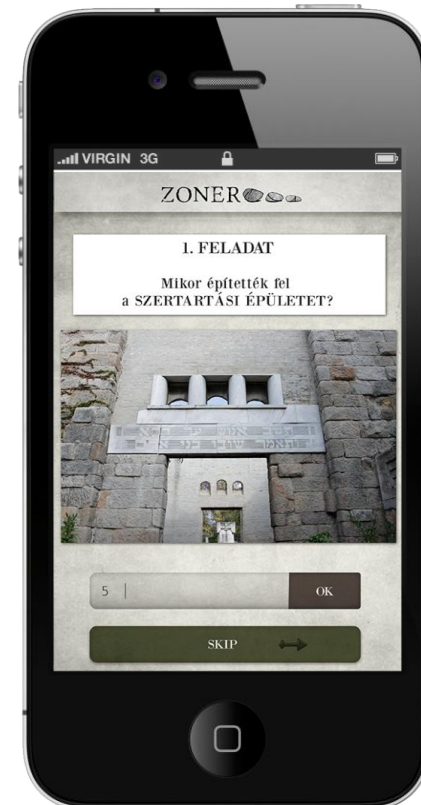 VIRGIN 3G
ZONER
1. FELADAT
Mikor építették fel
a SZERTARTÁSI ÉPÜLETET?
5
OK
SKIP